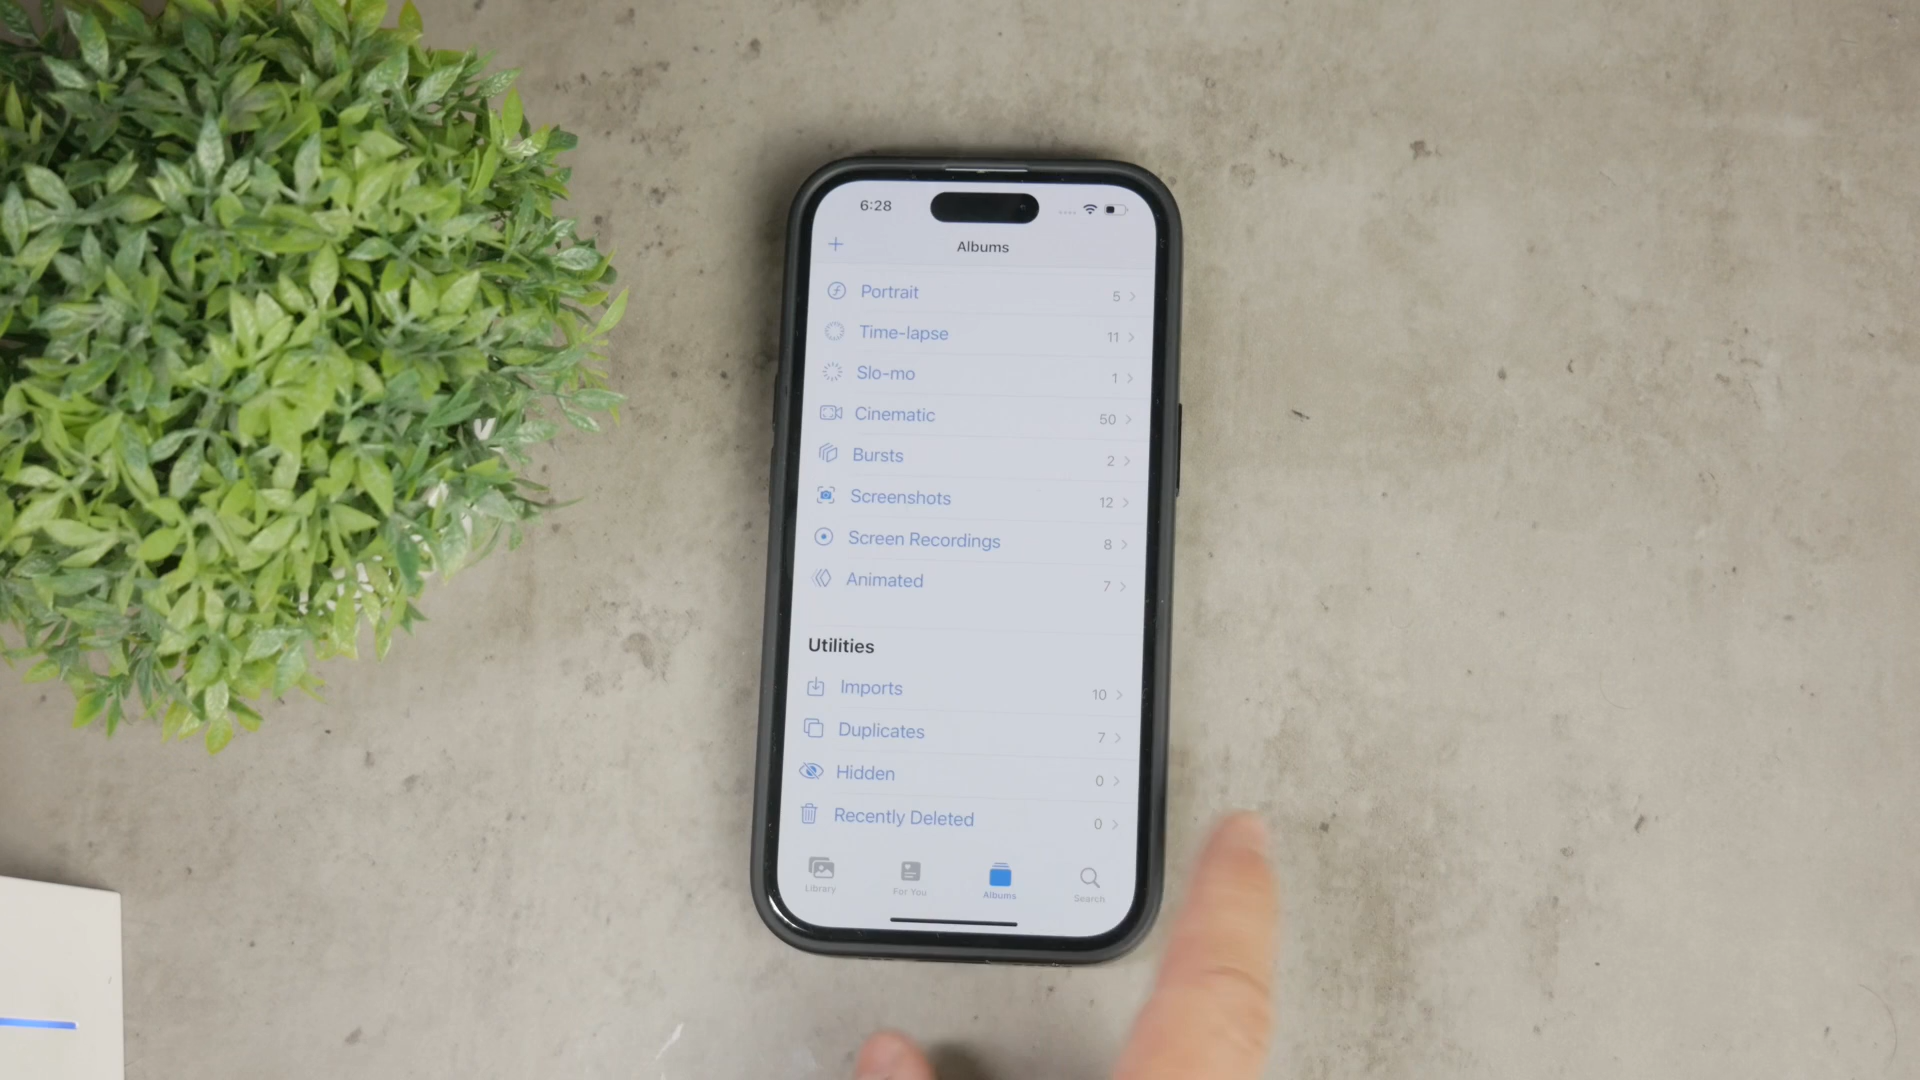 6:28
Albums
Portrait 5
Time-lapse 11
Slo-mo 1
Cinematic 50
Bursts 2
Screenshots 12
Screen Recordings 8
Animated 7
Utilities
Imports 10
Duplicates 7
Hidden 0
Recently Deleted 0
Library For You Albums Search